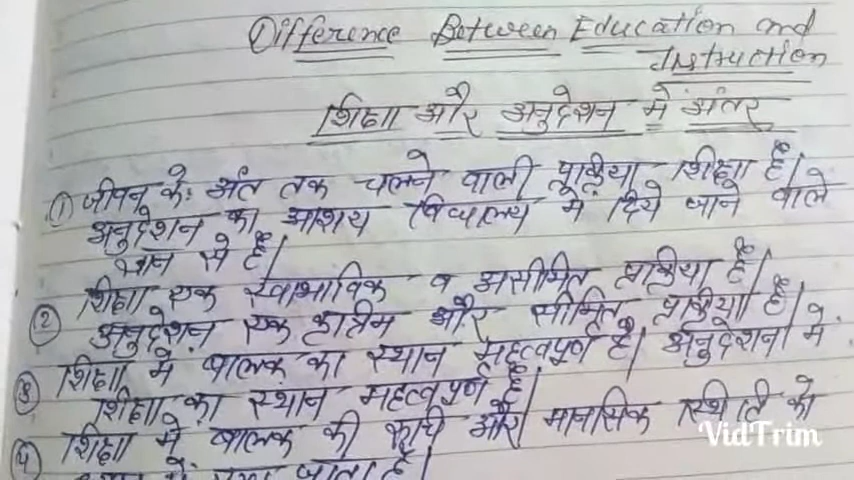 Difference Between Education and
Instruction
शिक्षा और अनुदेशन में अंतर
① जीवन के अंत तक चलने वाली प्रक्रिया शिक्षा है।
अनुदेशन का आशय विद्यालय में दिये जाने वाले
ज्ञान से है।
② शिक्षा एक स्वाभाविक व असीमित प्रक्रिया है।
अनुदेशन एक कृत्रिम और सीमित प्रक्रिया है।
③ शिक्षा में बालक का स्थान महत्वपूर्ण है। अनुदेशन में
शिक्षा का स्थान महत्वपूर्ण है।
④ शिक्षा में बालक की रूचि और मानसिक स्थिति को
जाता है।
VidTrim